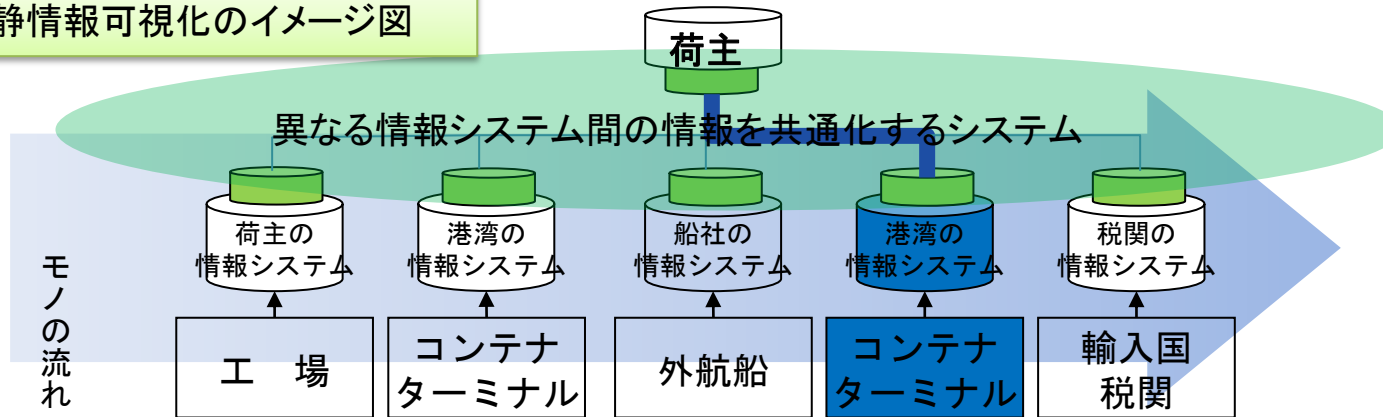 静情報可視化のイメージ図
荷主
異なる情報システム間の情報を共通化するシステム
荷主の
情報システム
港湾の
情報システム
船社の
情報システム
港湾の
情報システム
税関の
情報システム
モノの流れ
工　場
コンテナ
ターミナル
外航船
コンテナ
ターミナル
輸入国
税関